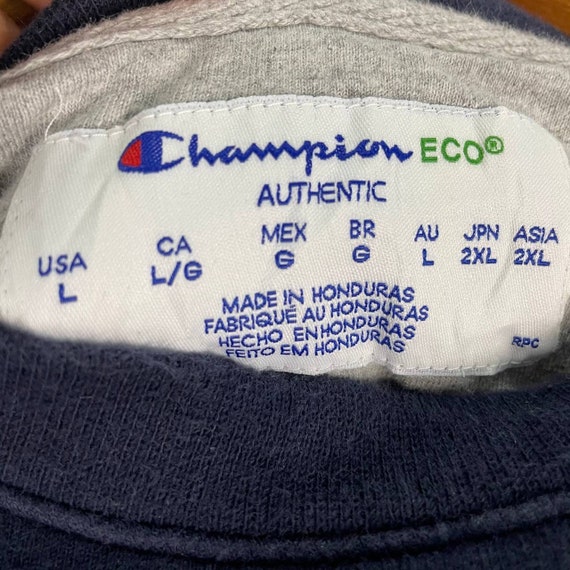 Champion ECO®
AUTHENTIC
USA CA MEX BR AU JPN ASIA
L L/G G G L 2XL 2XL
MADE IN HONDURAS
FABRIQUÉ AU HONDURAS
HECHO EN HONDURAS
FEITO EM HONDURAS
RPC